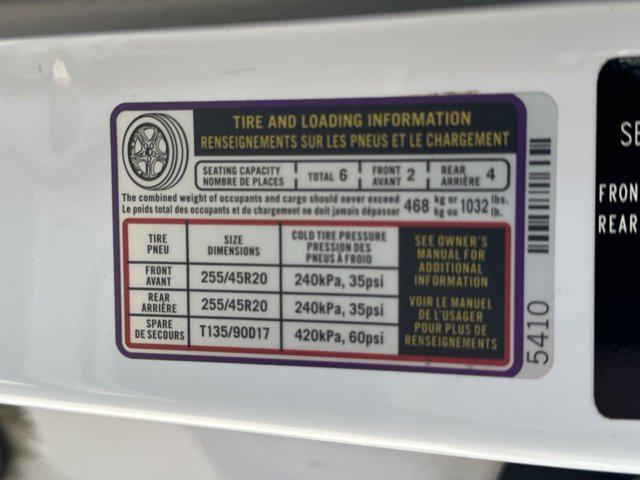 TIRE AND LOADING INFORMATION
RENSEIGNEMENTS SUR LES PNEUS ET LE CHARGEMENT
SEATING CAPACITY
NOMBRE DE PLACES
TOTAL 6
FRONT
AVANT 2
REAR
ARRIÈRE 4
The combined weight of occupants and cargo should never exceed 468 kg or 1032 lbs.
Le poids total des occupants et du chargement ne doit jamais dépasser kg ou lb.
TIRE
PNEU
SIZE
DIMENSIONS
COLD TIRE PRESSURE
PRESSION DES
PNEUS À FROID
FRONT
AVANT
255/45R20
240kPa, 35psi
REAR
ARRIÈRE
255/45R20
240kPa, 35psi
SPARE
DE SECOURS
T135/90D17
420kPa, 60psi
SEE OWNER'S
MANUAL FOR
ADDITIONAL
INFORMATION
VOIR LE MANUEL
DE L'USAGER
POUR PLUS DE
RENSEIGNEMENTS
5410
SE
FRON
REAR